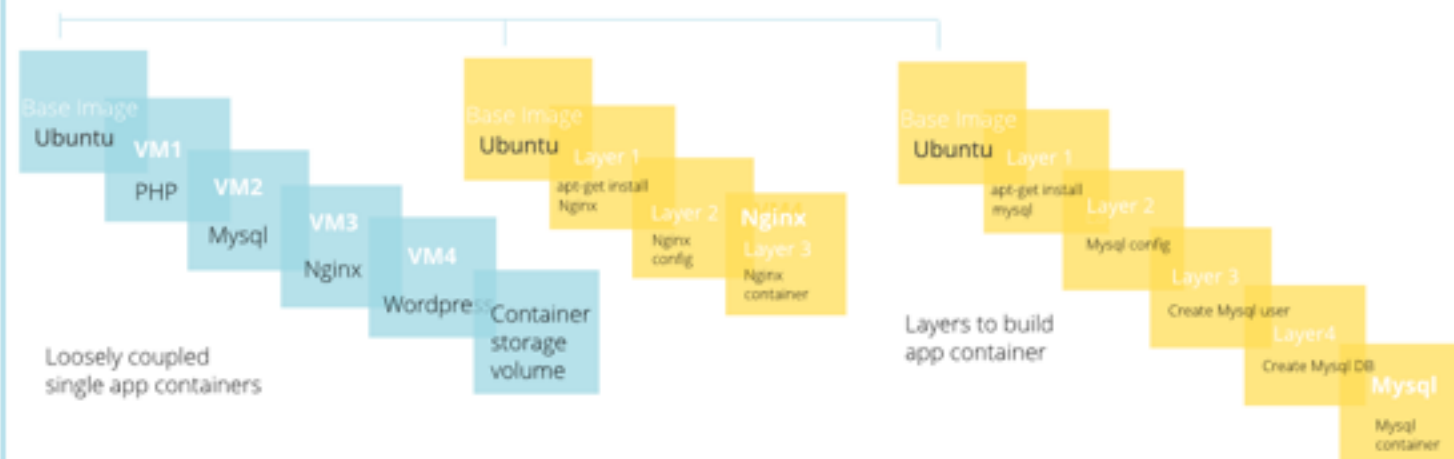 Base Image
Ubuntu
VM1
PHP
VM2
Mysql
VM3
Nginx
VM4
Wordpress
Container
storage
volume
Loosely coupled
single app containers
Base Image
Ubuntu
Layer 1
apt-get install
Nginx
Layer 2
Nginx
config
Nginx
Layer 3
Nginx
container
Base Image
Ubuntu
Layer 1
apt-get install
mysql
Layer 2
Mysql config
Layer 3
Create Mysql user
Layer4
Create Mysql DB
Mysql
Mysql
container
Layers to build
app container